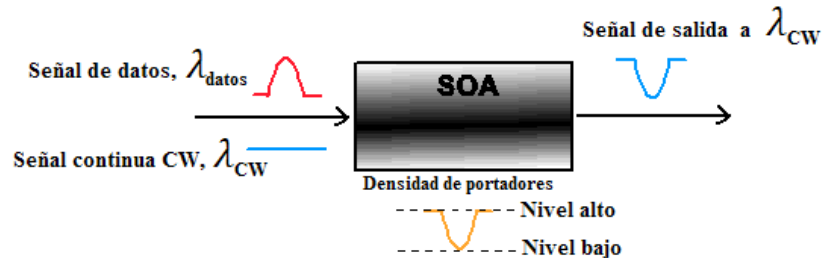 Señal de datos, λdatos
Señal continua CW, λCW
SOA
Densidad de portadores
Nivel alto
Nivel bajo
Señal de salida a λCW